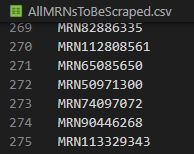 AllMRNsToBeScraped.csv
269 MRN82886335
270 MRN112808561
271 MRN65085650
272 MRN50971300
273 MRN74097072
274 MRN90446268
275 MRN113329343